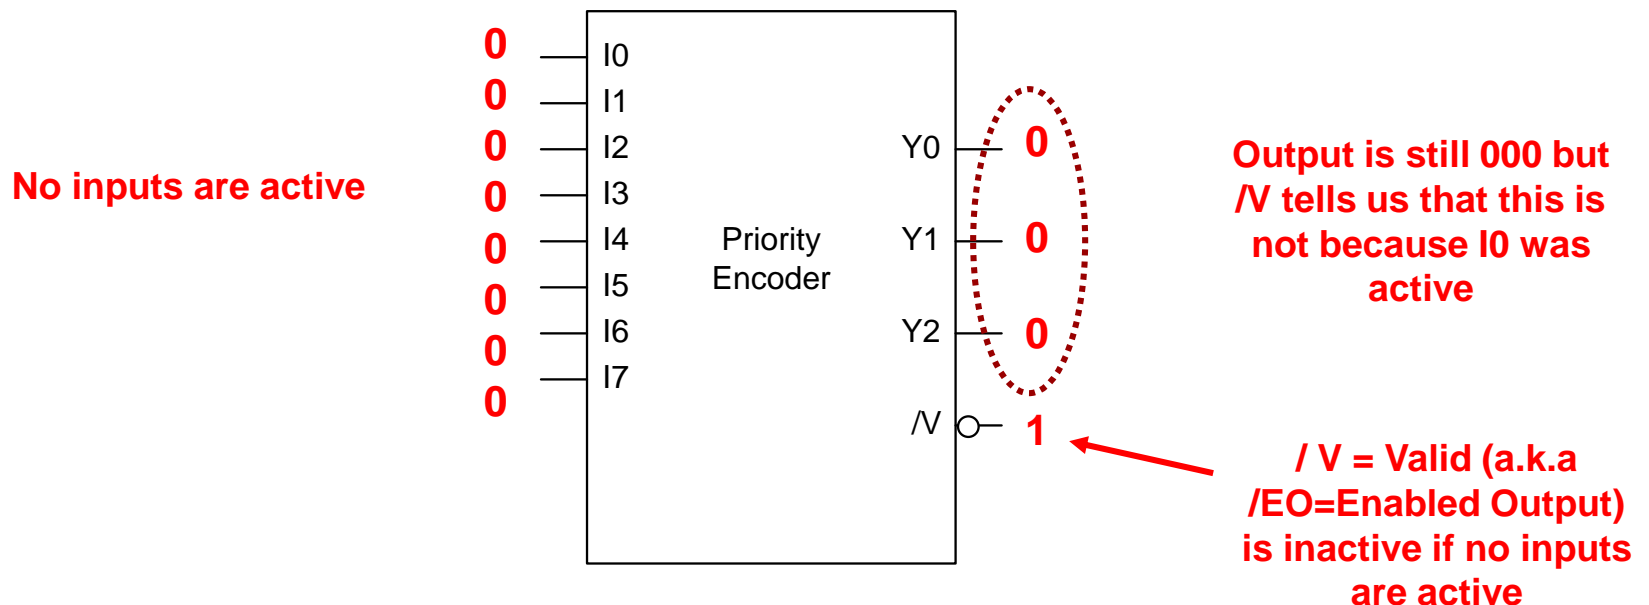 No inputs are active
0
0
0
0
0
0
0
0
I0
I1
I2
I3
I4
I5
I6
I7
Priority
Encoder
Y0
Y1
Y2
/V
0
0
0
1
Output is still 000 but
/V tells us that this is
not because I0 was
active
/ V = Valid (a.k.a
/EO=Enabled Output)
is inactive if no inputs
are active